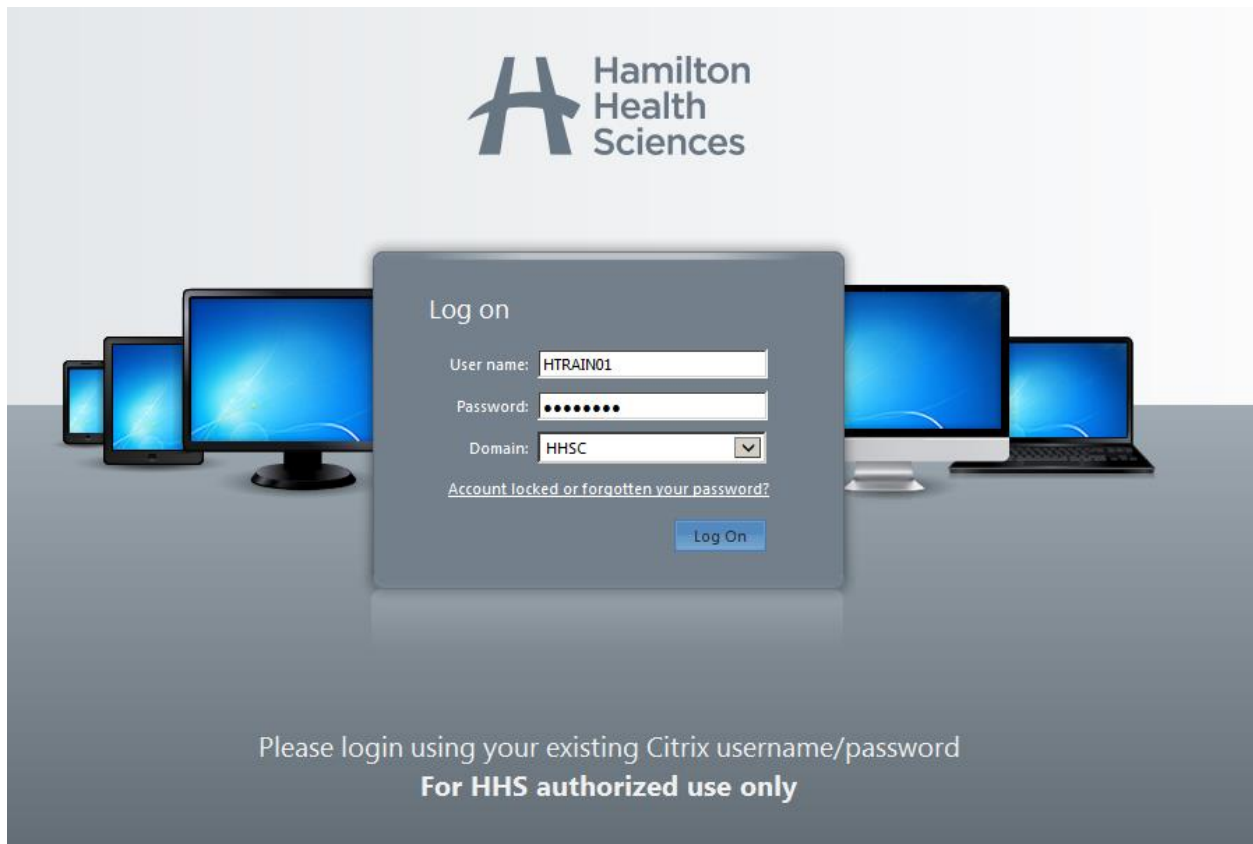 Hamilton
Health
Sciences
Log on
User name: HTRAIN01
Password: ●●●●●●●●
Domain: HHSC
Account locked or forgotten your password?
Log On
Please login using your existing Citrix username/password
For HHS authorized use only